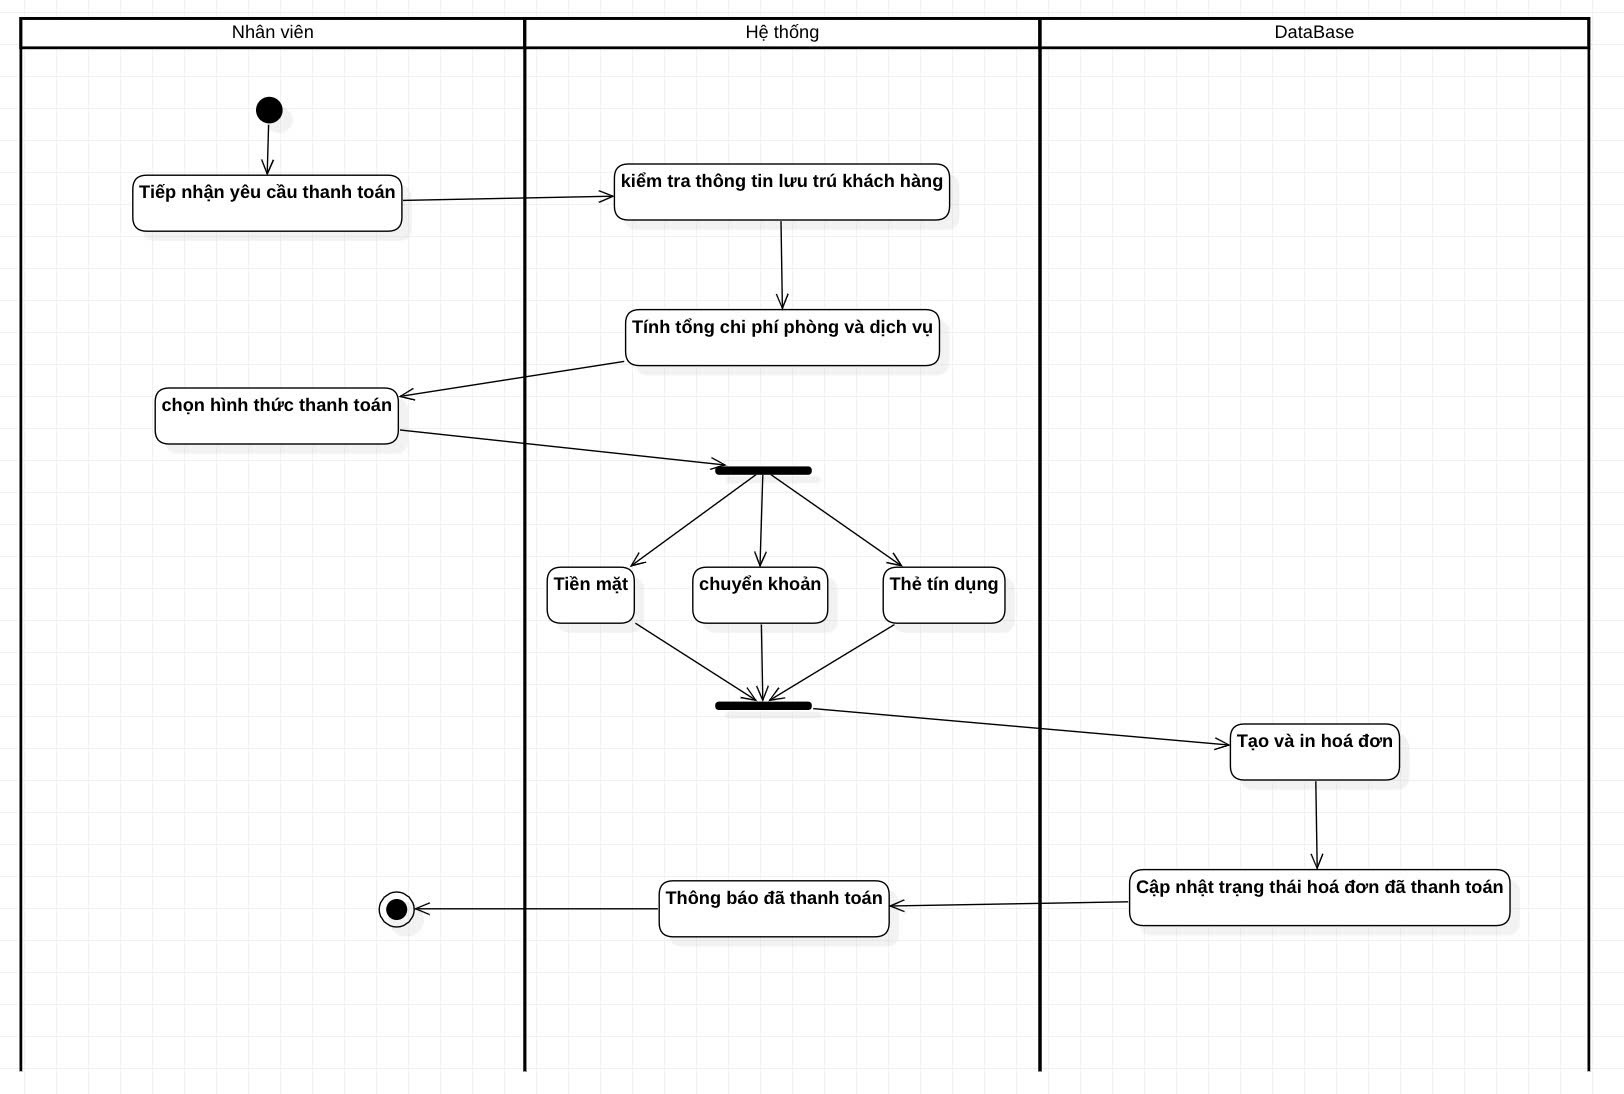 Nhân viên
Hệ thống
DataBase
Tiếp nhận yêu cầu thanh toán
kiểm tra thông tin lưu trú khách hàng
Tính tổng chi phí phòng và dịch vụ
chọn hình thức thanh toán
Tiền mặt
chuyển khoản
Thẻ tín dụng
Tạo và in hoá đơn
Cập nhật trạng thái hoá đơn đã thanh toán
Thông báo đã thanh toán